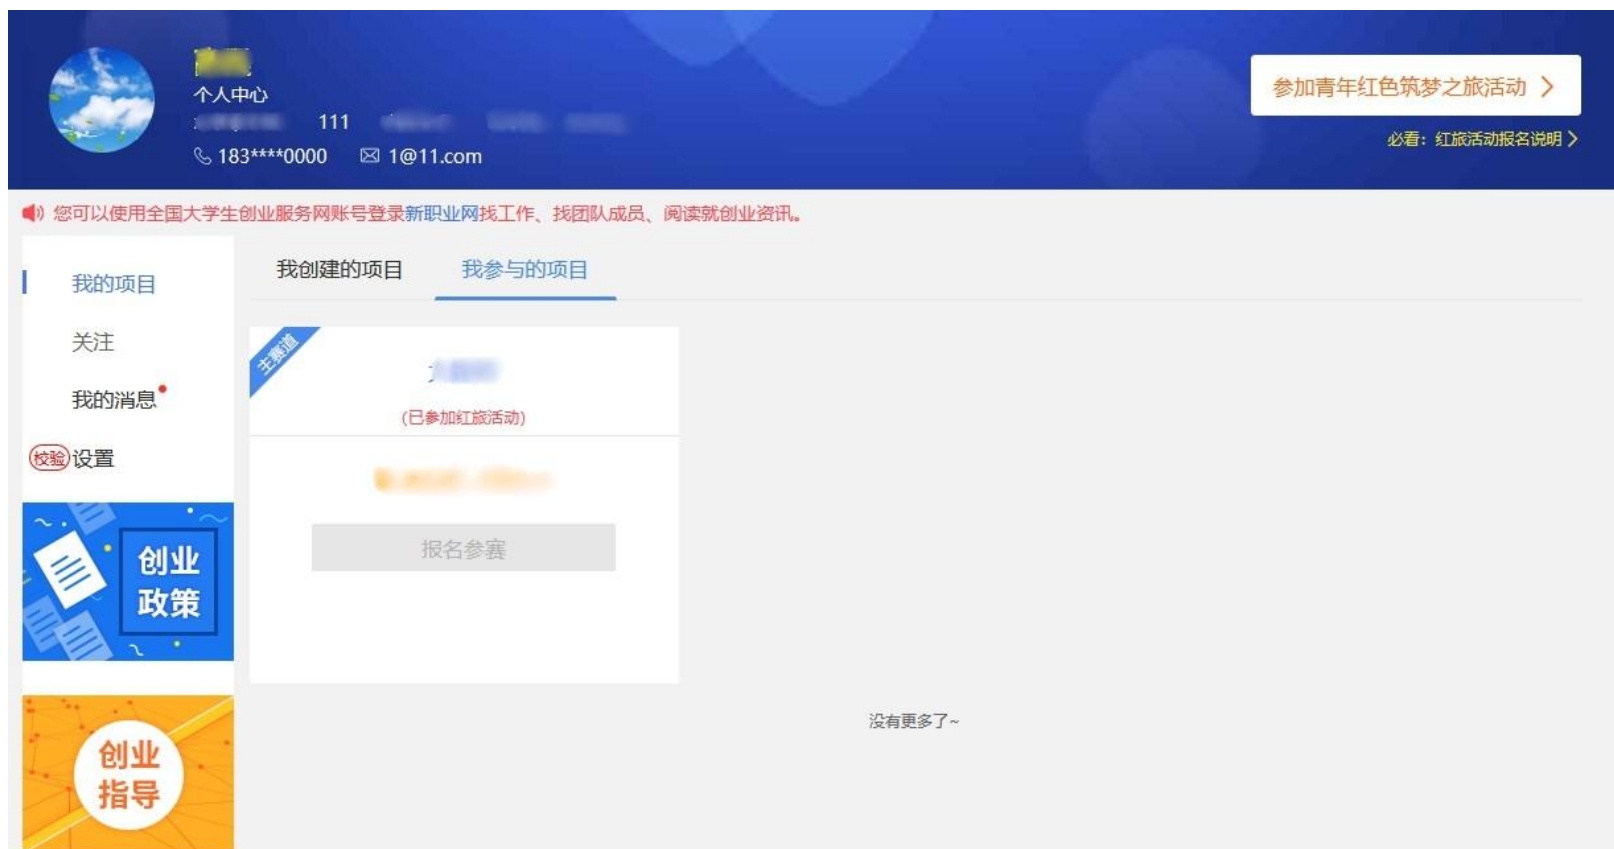 个人中心
111
183****0000 1@11.com
参加青年红色筑梦之旅活动
必看：红旅活动报名说明
您可以使用全国大学生创业服务网账号登录新职业网找工作、找团队成员、阅读就创业资讯。
我的项目
关注
我的消息
校验 设置
创业
政策
创业
指导
我创建的项目 我参与的项目
主赛道
(已参加红旅活动)
报名参赛
没有更多了~